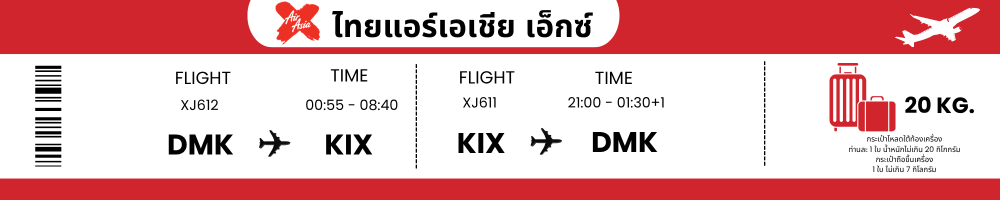 Air Asia
ไทยแอร์เอเชีย เอ็กซ์
FLIGHT TIME
XJ612 00:55 - 08:40
DMK KIX
FLIGHT TIME
XJ611 21:00 - 01:30+1
KIX DMK
20 KG.
กระเป๋าโหลดใต้ท้องเครื่อง
ท่านละ 1 ใบ น้ำหนักไม่เกิน 20 กิโกกรัม
กระเป๋าถือขึ้นเครื่อง
1 ใบ ไม่เกิน 7 กิโลกรัม